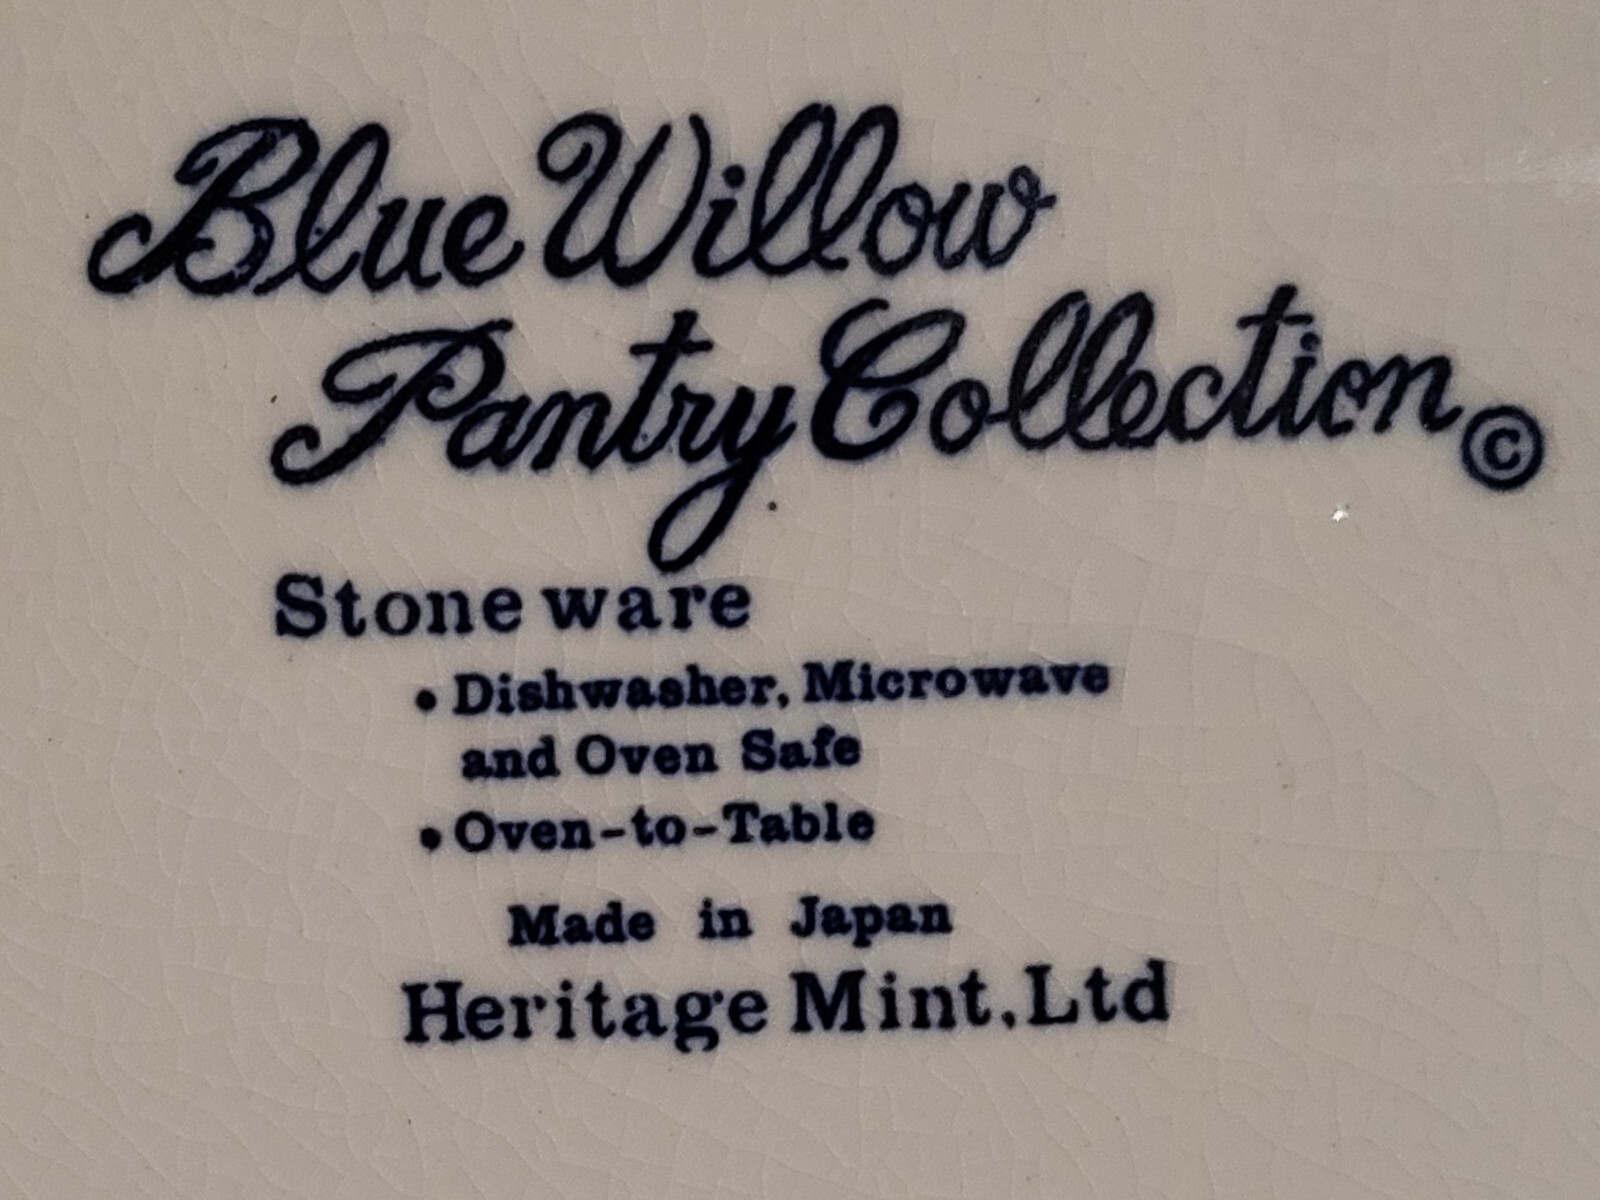 Blue Willow
Pantry Collection ©
Stoneware
• Dishwasher, Microwave
and Oven Safe
• Oven-to-Table
Made in Japan
Heritage Mint, Ltd